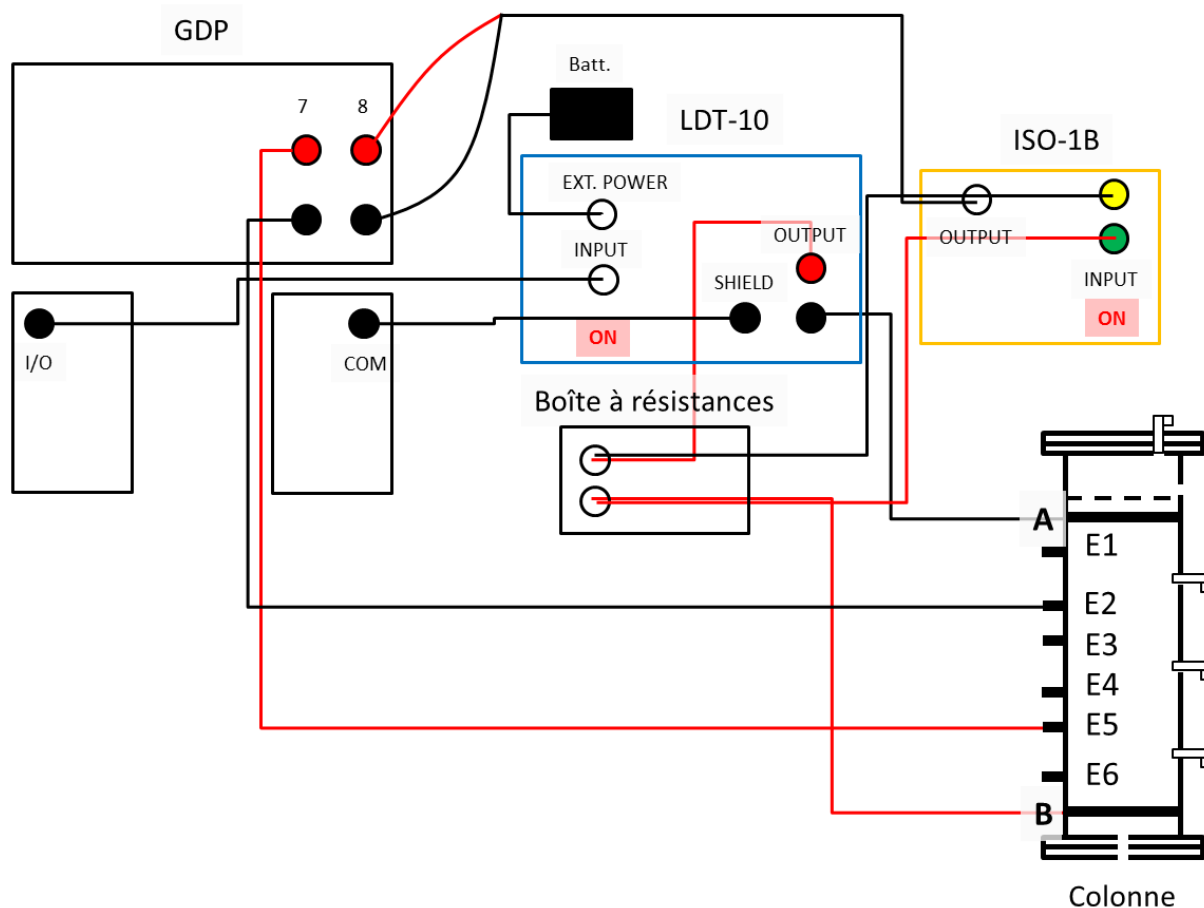 GDP
7
8
Batt.
LDT-10
ISO-1B
EXT. POWER
INPUT
OUTPUT
SHIELD
ON
OUTPUT
INPUT
ON
I/O
COM
Boîte à résistances
A
E1
E2
E3
E4
E5
E6
B
Colonne